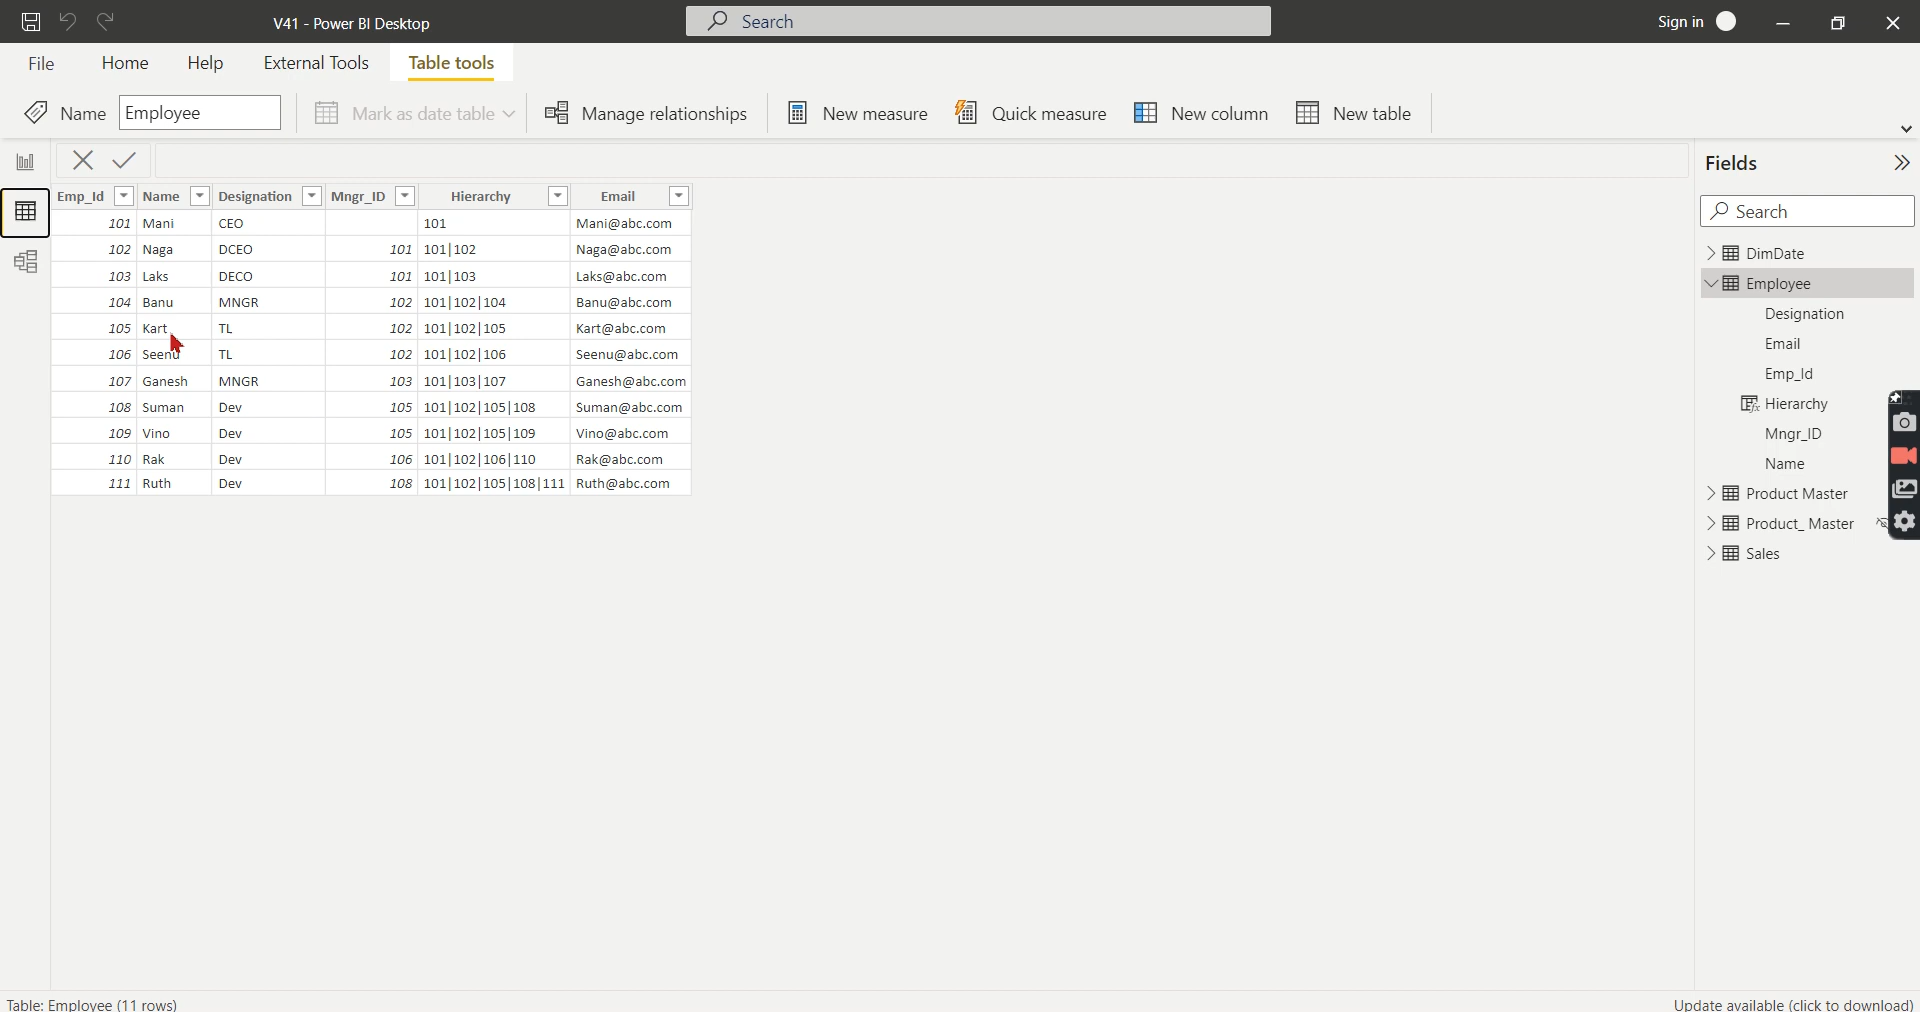 V41 - Power BI Desktop
Search
Sign in
File Home Help External Tools Table tools
Name Employee Mark as date table Manage relationships New measure Quick measure New column New table
Fields
Search
Emp_Id Name Designation Mngr_ID Hierarchy Email
101 Mani CEO 101 Mani@abc.com
102 Naga DCEO 101 101|102 Naga@abc.com
103 Laks DECO 101 101|103 Laks@abc.com
104 Banu MNGR 102 101|102|104 Banu@abc.com
105 Kart TL 102 101|102|105 Kart@abc.com
106 Seenu TL 102 101|102|106 Seenu@abc.com
107 Ganesh MNGR 103 101|103|107 Ganesh@abc.com
108 Suman Dev 105 101|102|105|108 Suman@abc.com
109 Vino Dev 105 101|102|105|109 Vino@abc.com
110 Rak Dev 106 101|102|106|110 Rak@abc.com
111 Ruth Dev 108 101|102|105|108|111 Ruth@abc.com
DimDate
Employee
Designation
Email
Emp_Id
Hierarchy
Mngr_ID
Name
Product Master
Product_ Master
Sales
Table: Employee (11 rows)
Update available (click to download)